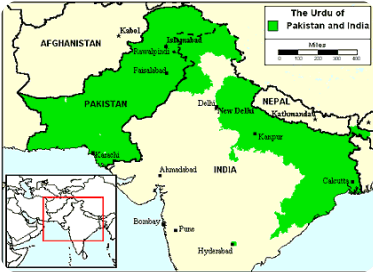 The Urdu of
Pakistan and India
Miles
0 100 200 300 400
AFGHANISTAN
Kabul
Islamabad
Rawalpindi
Faisalabad
PAKISTAN
Delhi
New Delhi
NEPAL
Kathmandu
Kanpur
Karachi
Ahmadabad
INDIA
Calcutta
Bombay
Pune
Hyderabad